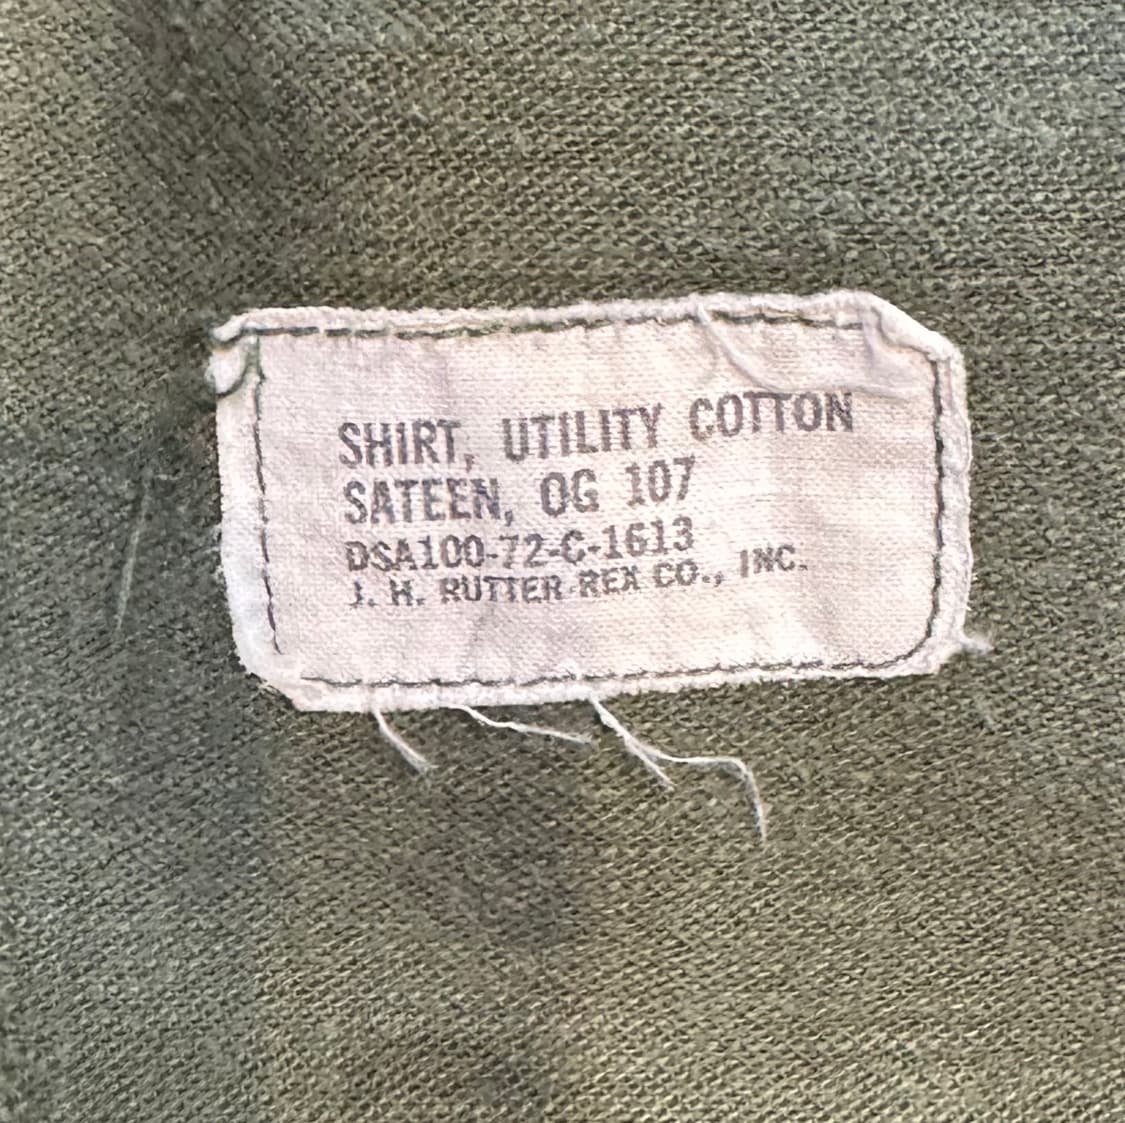 SHIRT, UTILITY COTTON
SATEEN, OG 107
DSA100-72-C-1613
J. H. RUTTER REX CO., INC.